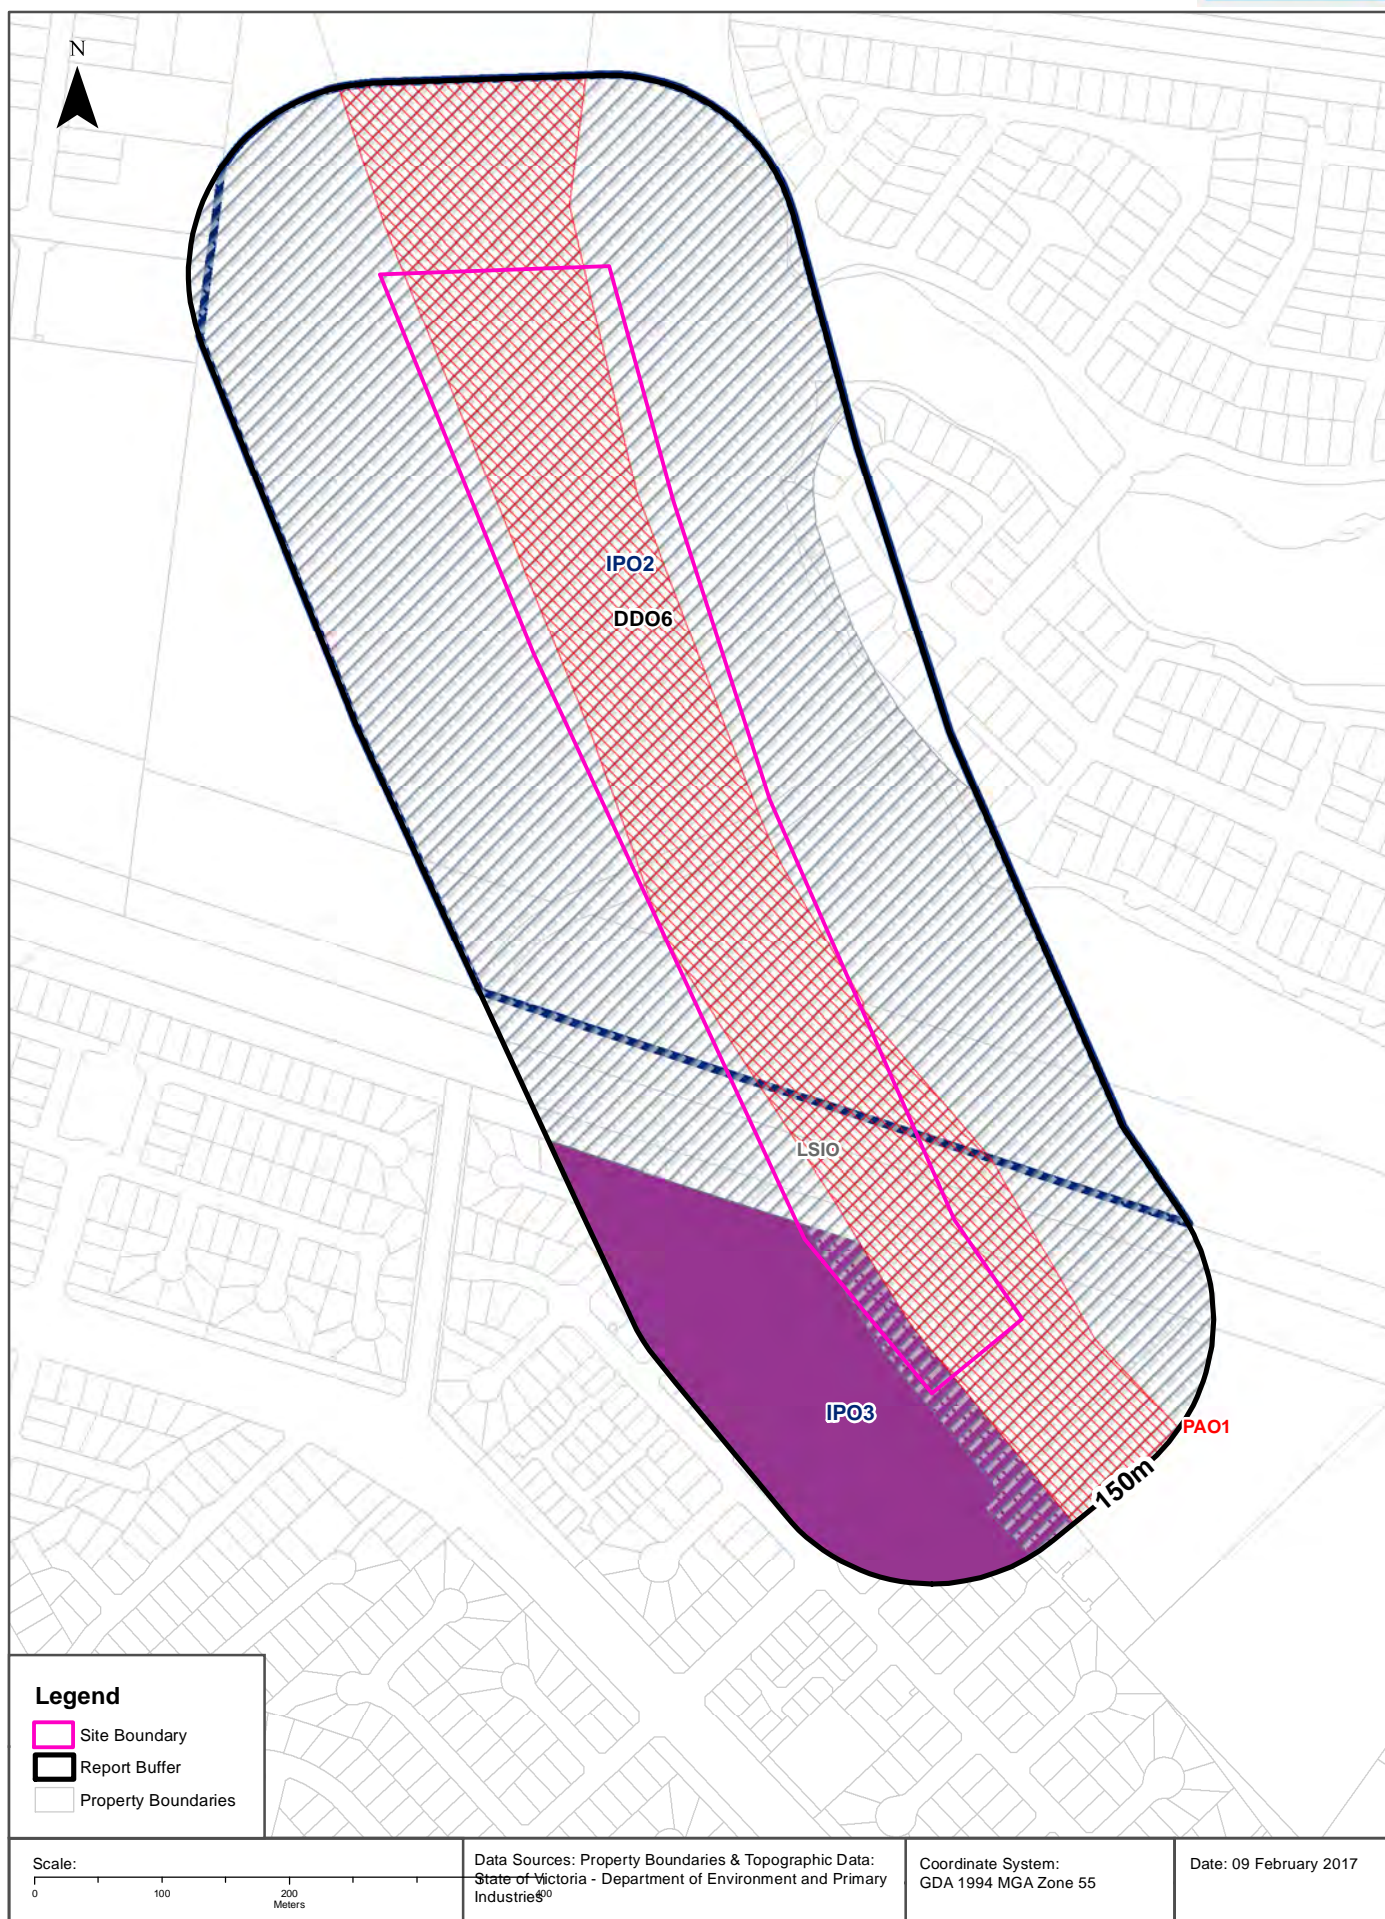 N
IPO2
DDO6
LSIO
IPO3
PAO1
150m
Legend
Site Boundary
Report Buffer
Property Boundaries
Scale:
0 100 200 400
Meters
Data Sources: Property Boundaries & Topographic Data:
State of Victoria - Department of Environment and Primary
Industries
Coordinate System:
GDA 1994 MGA Zone 55
Date: 09 February 2017